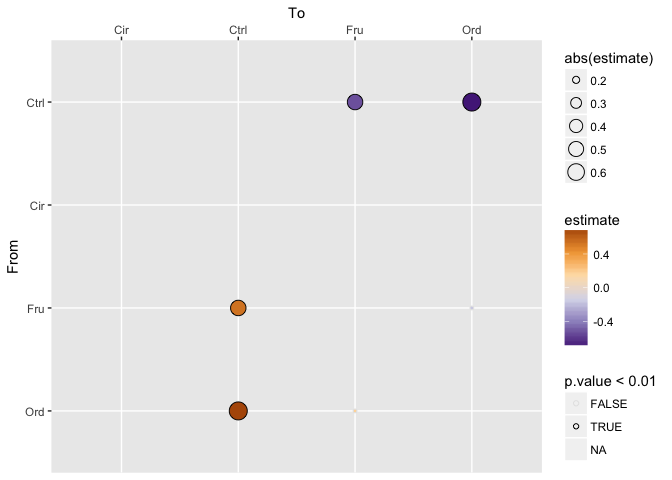 To
Cir Ctrl Fru Ord
From
Ctrl
Cir
Fru
Ord
abs(estimate)
0.2
0.3
0.4
0.5
0.6
estimate
0.4
0.0
-0.4
p.value < 0.01
FALSE
TRUE
NA